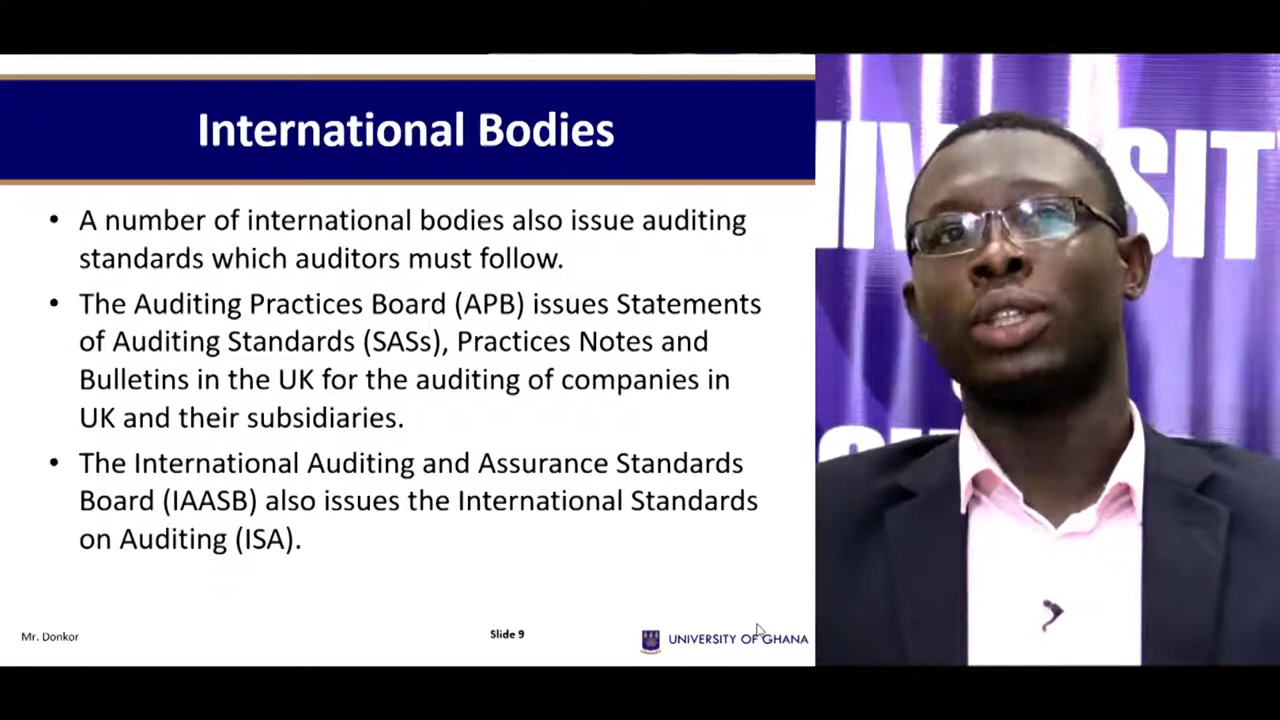 International Bodies
• A number of international bodies also issue auditing
standards which auditors must follow.
• The Auditing Practices Board (APB) issues Statements
of Auditing Standards (SASs), Practices Notes and
Bulletins in the UK for the auditing of companies in
UK and their subsidiaries.
• The International Auditing and Assurance Standards
Board (IAASB) also issues the International Standards
on Auditing (ISA).
Mr. Donkor
Slide 9
UNIVERSITY OF GHANA